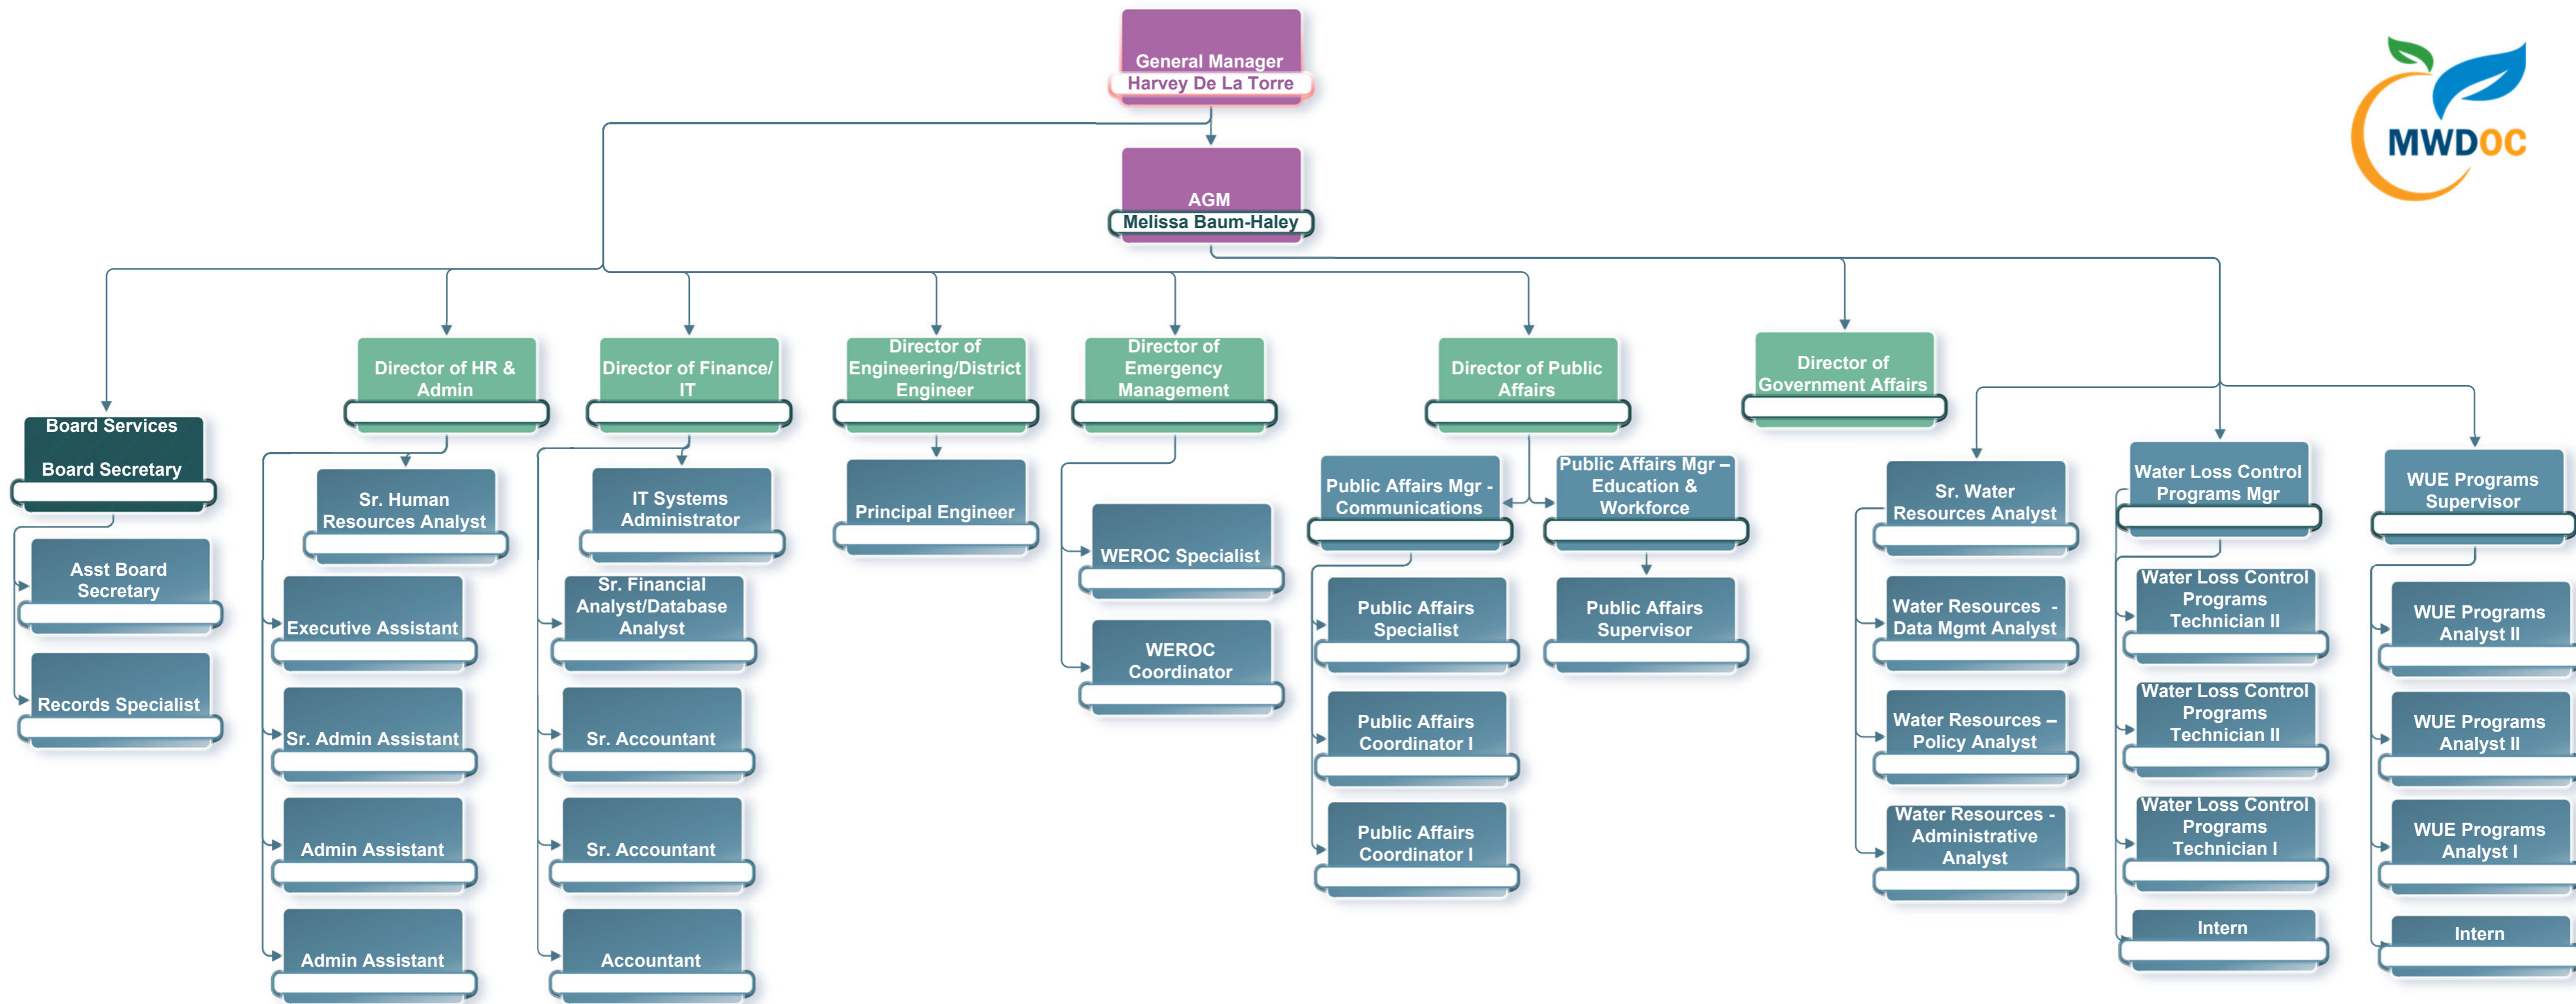 General Manager
Harvey De La Torre
MWDOC
AGM
Melissa Baum-Haley
Board Services
Board Secretary
Asst Board
Secretary
Records Specialist
Director of HR &
Admin
Sr. Human
Resources Analyst
Executive Assistant
Sr. Admin Assistant
Admin Assistant
Admin Assistant
Director of Finance/
IT
IT Systems
Administrator
Sr. Financial
Analyst/Database
Analyst
Sr. Accountant
Sr. Accountant
Accountant
Director of
Engineering/District
Engineer
Principal Engineer
Director of
Emergency
Management
WEROC Specialist
WEROC
Coordinator
Director of Public
Affairs
Public Affairs Mgr -
Communications
Public Affairs
Specialist
Public Affairs
Coordinator I
Public Affairs
Coordinator I
Public Affairs Mgr –
Education &
Workforce
Public Affairs
Supervisor
Director of
Government Affairs
Sr. Water
Resources Analyst
Water Resources -
Data Mgmt Analyst
Water Resources –
Policy Analyst
Water Resources -
Administrative
Analyst
Water Loss Control
Programs Mgr
Water Loss Control
Programs
Technician II
Water Loss Control
Programs
Technician II
Water Loss Control
Programs
Technician I
Intern
WUE Programs
Supervisor
WUE Programs
Analyst II
WUE Programs
Analyst II
WUE Programs
Analyst I
Intern